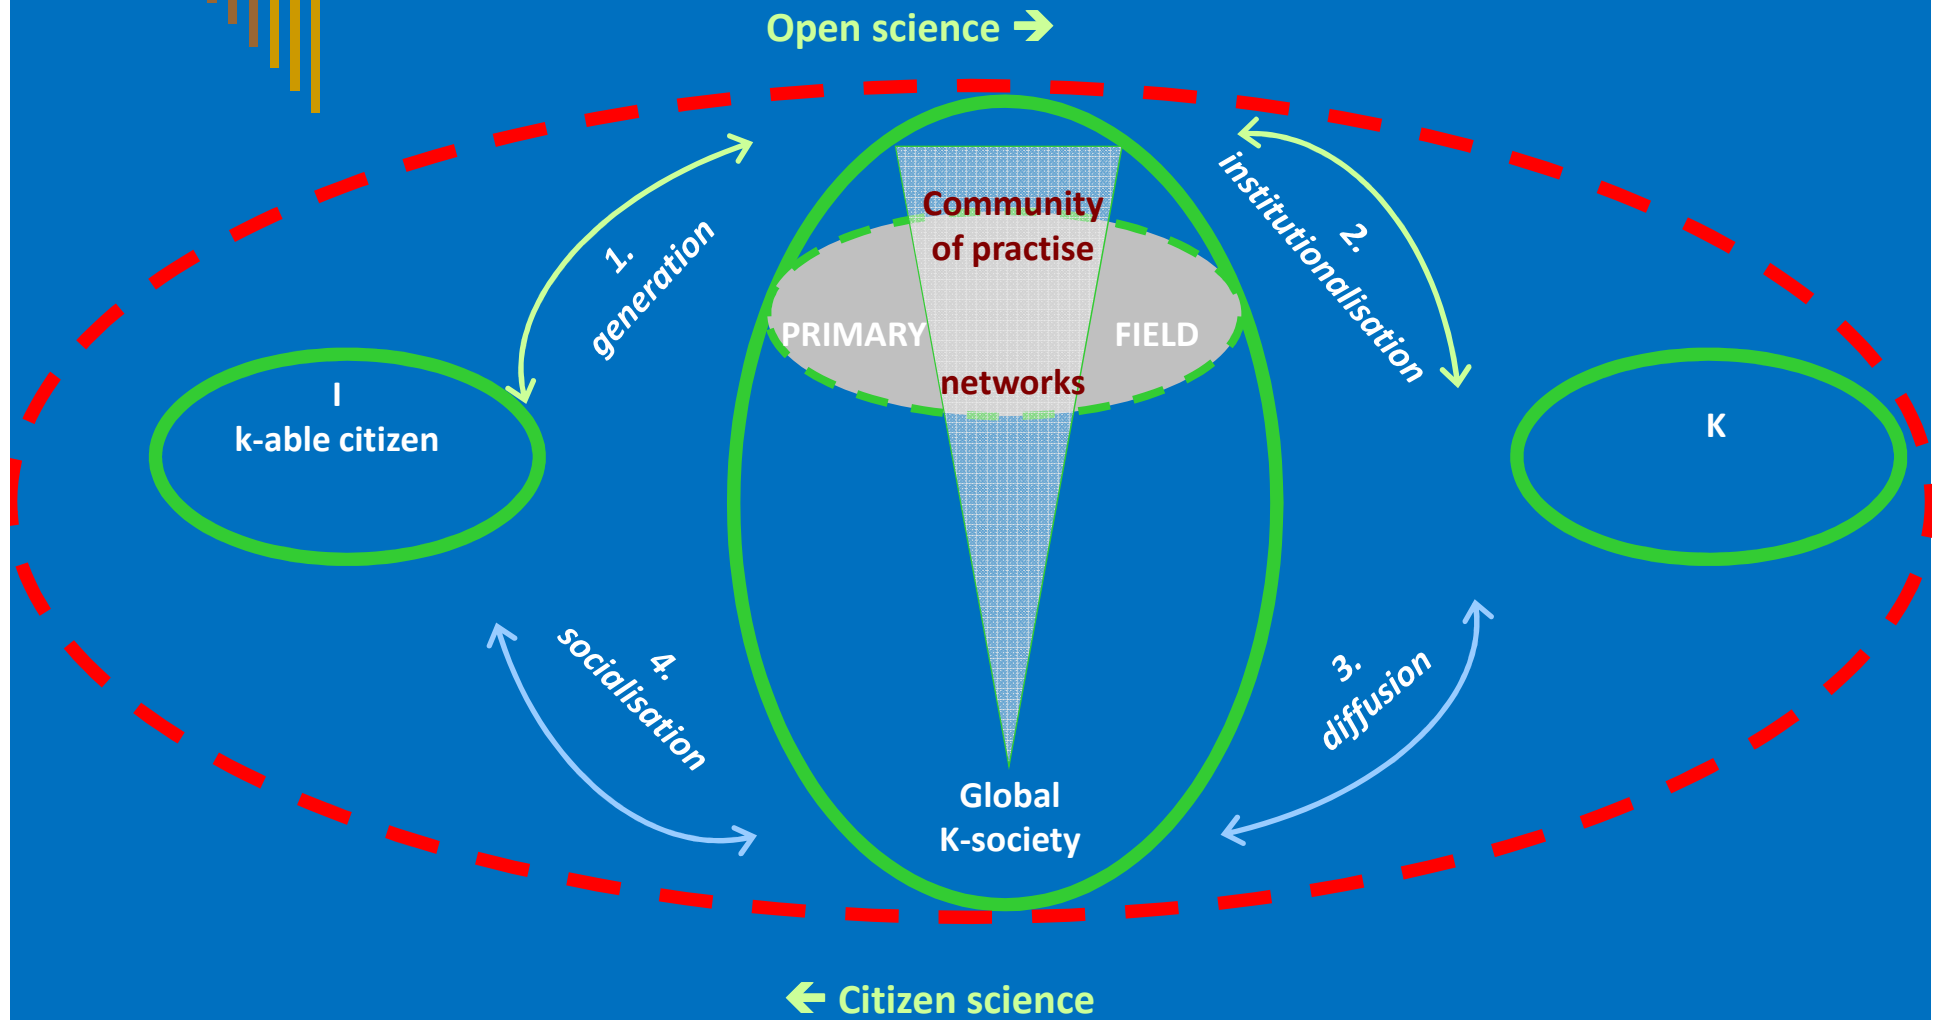 Open science →
1.
generation
2.
institutionalisation
Community
of practise
PRIMARY
FIELD
networks
I
k-able citizen
K
4.
socialisation
3.
diffusion
Global
K-society
← Citizen science